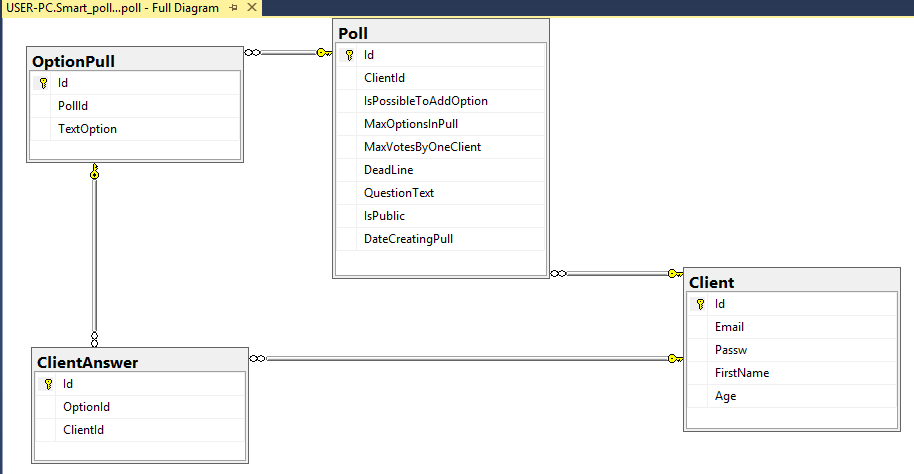 USER-PC.Smart_poll...poll - Full Diagram
OptionPull
Id
PollId
TextOption
Poll
Id
ClientId
IsPossibleToAddOption
MaxOptionsInPull
MaxVotesByOneClient
DeadLine
QuestionText
IsPublic
DateCreatingPull
Client
Id
Email
Passw
FirstName
Age
ClientAnswer
Id
OptionId
ClientId